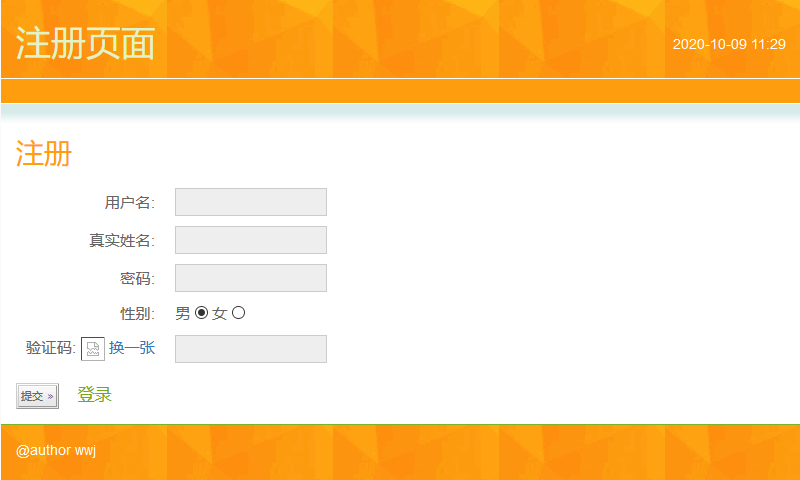 注册页面
2020-10-09 11:29
注册
用户名:
真实姓名:
密码:
性别: 男 女
验证码: 换一张
提交 » 登录
@author wwj